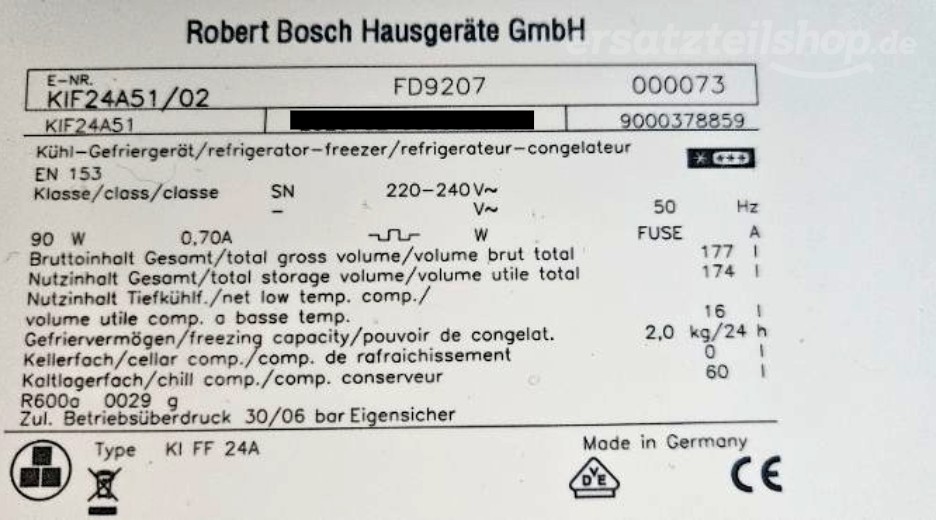 Robert Bosch Hausgeräte GmbH
ersatzteilshop.de
E-NR.
KIF24A51/02 FD9207 000073
KIF24A51 9000378859
Kühl-Gefriergerät/refrigerator-freezer/refrigerateur-congelateur
EN 153
Klasse/class/classe SN 220-240V~
- V~ 50 Hz
90 W 0,70A W FUSE A
Bruttoinhalt Gesamt/total gross volume/volume brut total 177 l
Nutzinhalt Gesamt/total storage volume/volume utile total 174 l
Nutzinhalt Tiefkühlf./net low temp. comp./
volume utile comp. a basse temp. 16 l
Gefriervermögen/freezing capacity/pouvoir de congelat. 2,0 kg/24 h
Kellerfach/cellar comp./comp. de rafraichissement 0 l
Kaltlagerfach/chill comp./comp. conserveur 60 l
R600a 0029 g
Zul. Betriebsüberdruck 30/06 bar Eigensicher
Type KI FF 24A Made in Germany
DVE CE